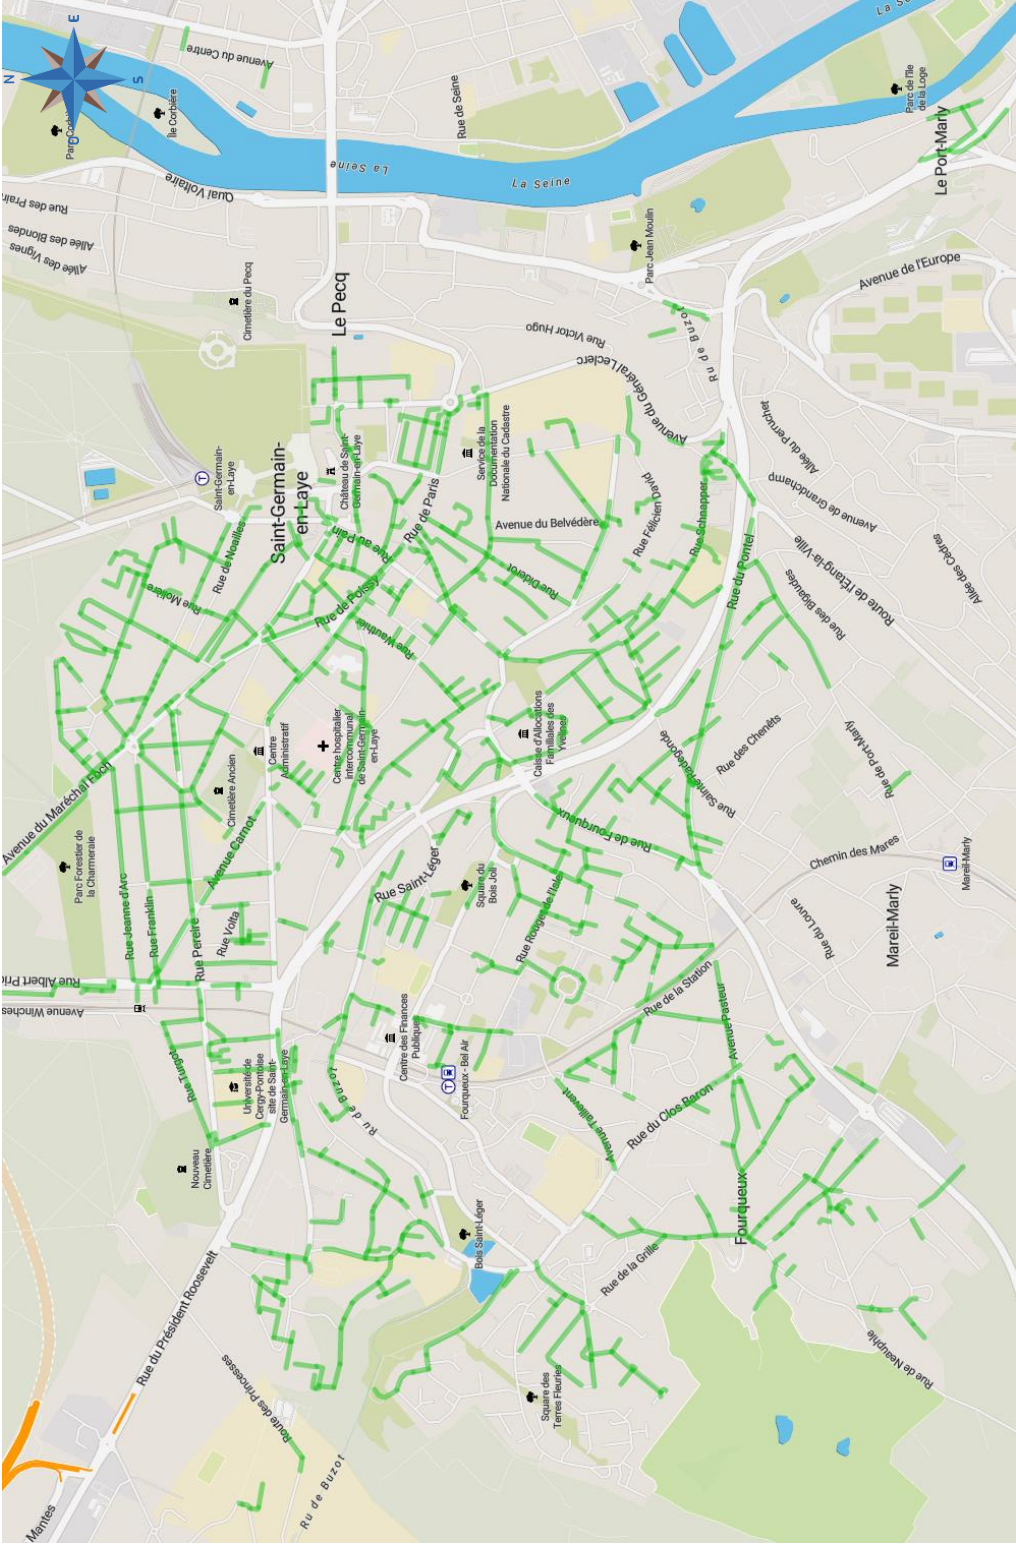 N
E
S
O
Avenue du Centre
Île Corbière
Rue de Seine
La Seine
La Seine
Parc de l'île
de la Loge
Le Port-Marly
Quai Voltaire
Allée des Blondes
Allée des Vignes
Cimetière du Pecq
Le Pecq
Parc Jean Moulin
Rue Victor Hugo
Ru de Buzot
Avenue de l'Europe
Avenue du Général Leclerc
Saint-Germain-
en-Laye
Saint-Germain-
en-Laye
Château de Saint-
Germain-en-Laye
Service de la
Documentation
Nationale du Cadastre
Rue de Paris
Rue au Pain
Avenue du Belvédère
Rue Félicien David
Rue Schnapper
Allée du Perruchet
Avenue de Grandchamp
Allée des Cèdres
Route de l'Étang-la-Ville
Rue des Bigaudes
Rue du Pontel
Rue de Noailles
Rue Molière
Rue de Poissy
Rue Wauthier
Rue Diderot
Avenue du Maréchal Foch
Parc Forestier de
la Charmeraie
Cimetière Ancien
Centre
Administratif
Centre hospitalier
intercommunal
de Saint-Germain-
en-Laye
Caisse d'Allocations
Familiales des
Yvelines
Rue Sainte-Radegonde
Rue des Chenêts
Rue de Port-Marly
Rue Jeanne d'Arc
Rue Franklin
Rue Pereire
Avenue Carnot
Rue Volta
Rue Saint-Léger
Square du
Bois Joli
Rue de Fourqueux
Rue Rouget de l'Isle
Chemin des Mares
Mareil-Marly
Mareil-Marly
Rue du Louvre
Rue Turgot
Université de
Cergy-Pontoise
site de Saint-
Germain-en-Laye
Ru de Buzot
Centre des Finances
Publiques
Fourqueux - Bel Air
Rue de la Station
Avenue Pasteur
Avenue Taillevent
Rue du Clos Baron
Nouveau
Cimetière
Bois Saint-Léger
Fourqueux
Rue de la Grille
Rue de Neauphle
Rue du Président Roosevelt
Route des Princesses
Square des
Terres Fleuries
Ru de Buzot
Mantes